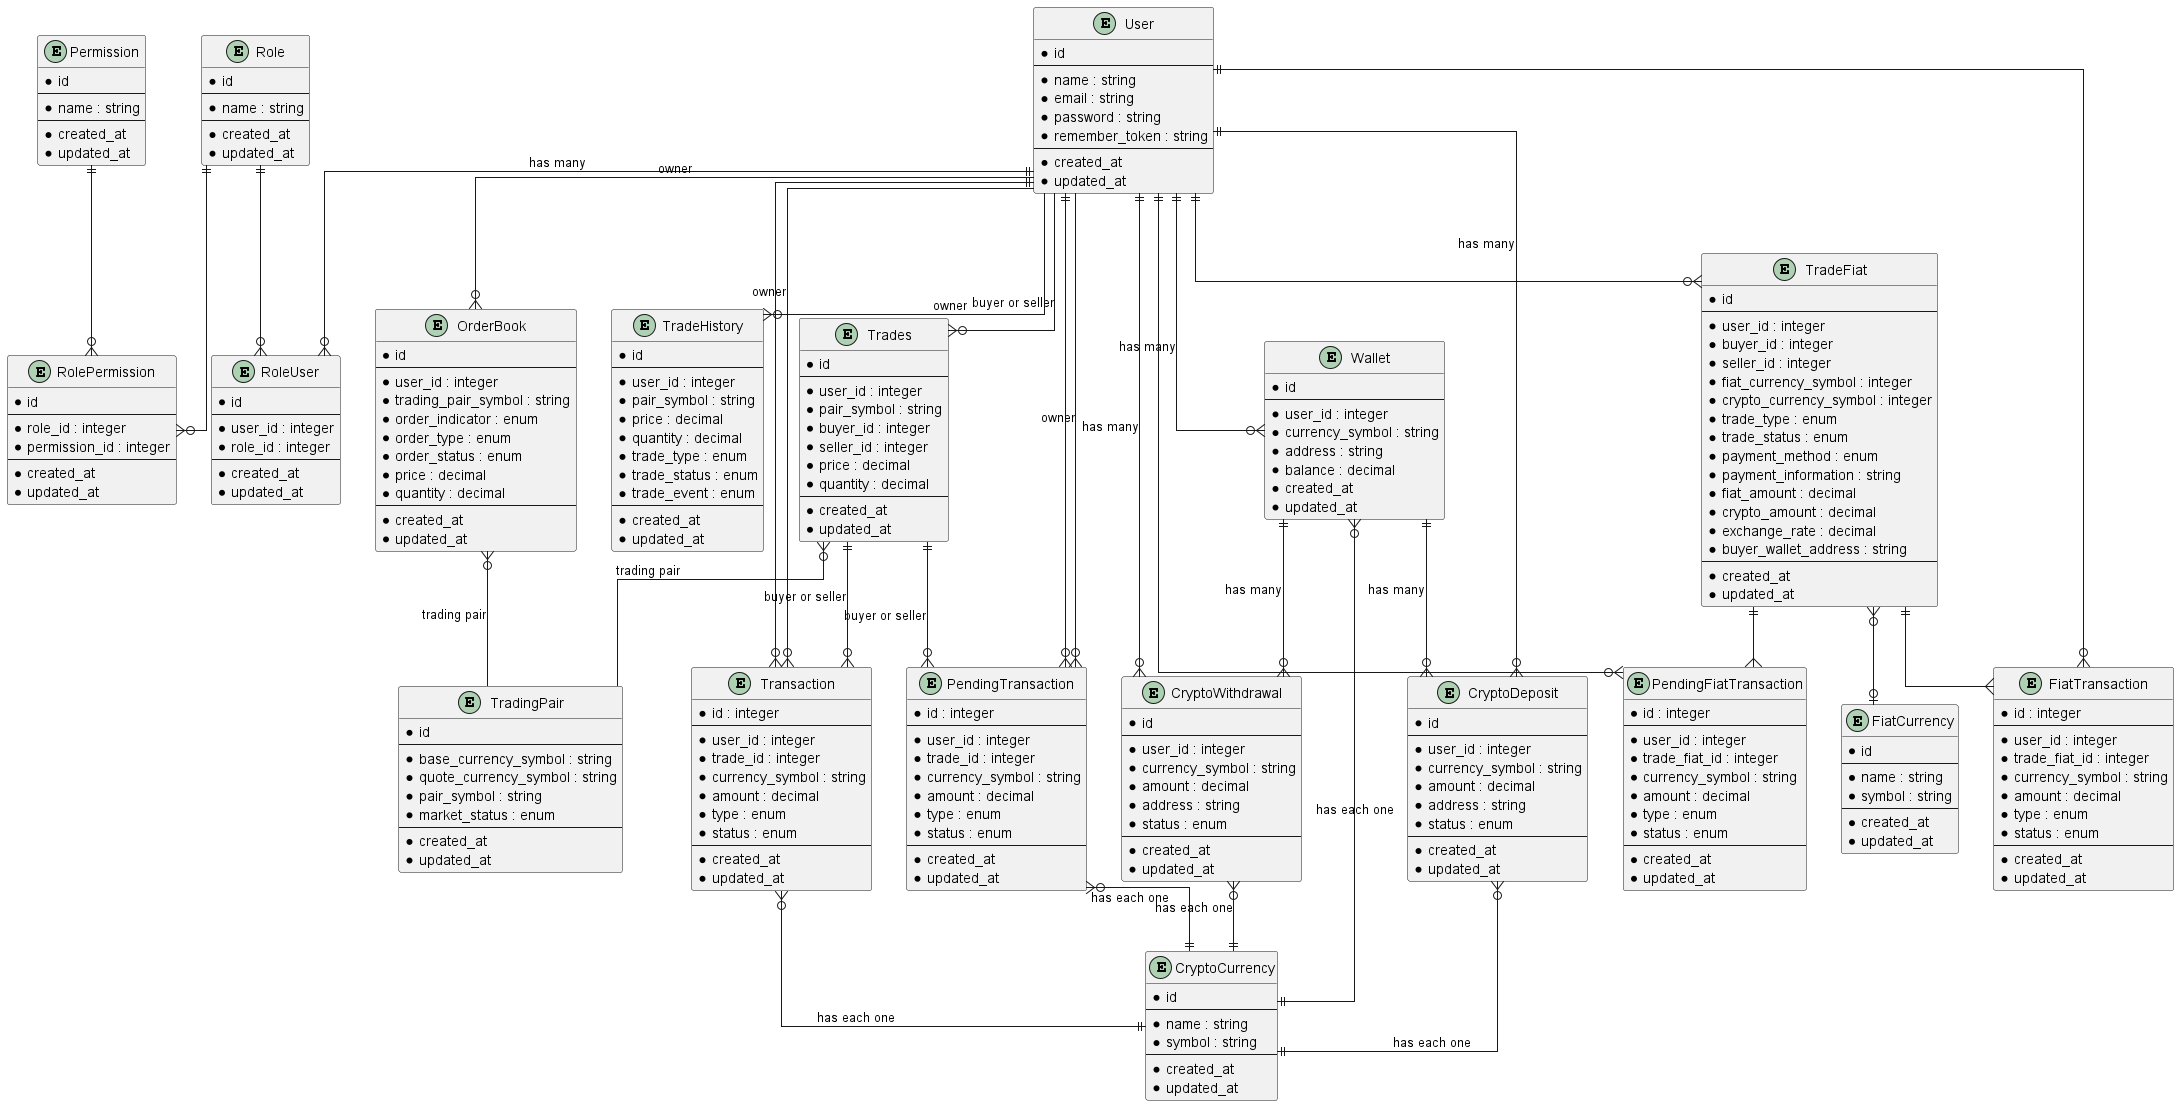 E User
* id
* name : string
* email : string
* password : string
* remember_token : string
* created_at
* updated_at
E Permission
* id
* name : string
* created_at
* updated_at
E Role
* id
* name : string
* created_at
* updated_at
has many
owner
has many
E TradeFiat
* id
* user_id : integer
* buyer_id : integer
* seller_id : integer
* fiat_currency_symbol : integer
* crypto_currency_symbol : integer
* trade_type : enum
* trade_status : enum
* payment_method : enum
* payment_information : string
* fiat_amount : decimal
* crypto_amount : decimal
* exchange_rate : decimal
* buyer_wallet_address : string
* created_at
* updated_at
owner
owner
buyer or seller
E RolePermission
* id
* role_id : integer
* permission_id : integer
* created_at
* updated_at
E RoleUser
* id
* user_id : integer
* role_id : integer
* created_at
* updated_at
E OrderBook
* id
* user_id : integer
* trading_pair_symbol : string
* order_indicator : enum
* order_type : enum
* order_status : enum
* price : decimal
* quantity : decimal
* created_at
* updated_at
E TradeHistory
* id
* user_id : integer
* pair_symbol : string
* price : decimal
* quantity : decimal
* trade_type : enum
* trade_status : enum
* trade_event : enum
* created_at
* updated_at
E Trades
* id
* user_id : integer
* pair_symbol : string
* buyer_id : integer
* seller_id : integer
* price : decimal
* quantity : decimal
* created_at
* updated_at
has many
owner
has many
E Wallet
* id
* user_id : integer
* currency_symbol : string
* address : string
* balance : decimal
* created_at
* updated_at
trading pair
trading pair
buyer or seller
buyer or seller
has many
has many
E TradingPair
* id
* base_currency_symbol : string
* quote_currency_symbol : string
* pair_symbol : string
* market_status : enum
* created_at
* updated_at
E Transaction
* id : integer
* user_id : integer
* trade_id : integer
* currency_symbol : string
* amount : decimal
* type : enum
* status : enum
* created_at
* updated_at
E PendingTransaction
* id : integer
* user_id : integer
* trade_id : integer
* currency_symbol : string
* amount : decimal
* type : enum
* status : enum
* created_at
* updated_at
E CryptoWithdrawal
* id
* user_id : integer
* currency_symbol : string
* amount : decimal
* address : string
* status : enum
* created_at
* updated_at
has each one
E CryptoDeposit
* id
* user_id : integer
* currency_symbol : string
* amount : decimal
* address : string
* status : enum
* created_at
* updated_at
E PendingFiatTransaction
* id : integer
* user_id : integer
* trade_fiat_id : integer
* currency_symbol : string
* amount : decimal
* type : enum
* status : enum
* created_at
* updated_at
E FiatCurrency
* id
* name : string
* symbol : string
* created_at
* updated_at
E FiatTransaction
* id : integer
* user_id : integer
* trade_fiat_id : integer
* currency_symbol : string
* amount : decimal
* type : enum
* status : enum
* created_at
* updated_at
has each one
has each one
has each one
has each one
E CryptoCurrency
* id
* name : string
* symbol : string
* created_at
* updated_at